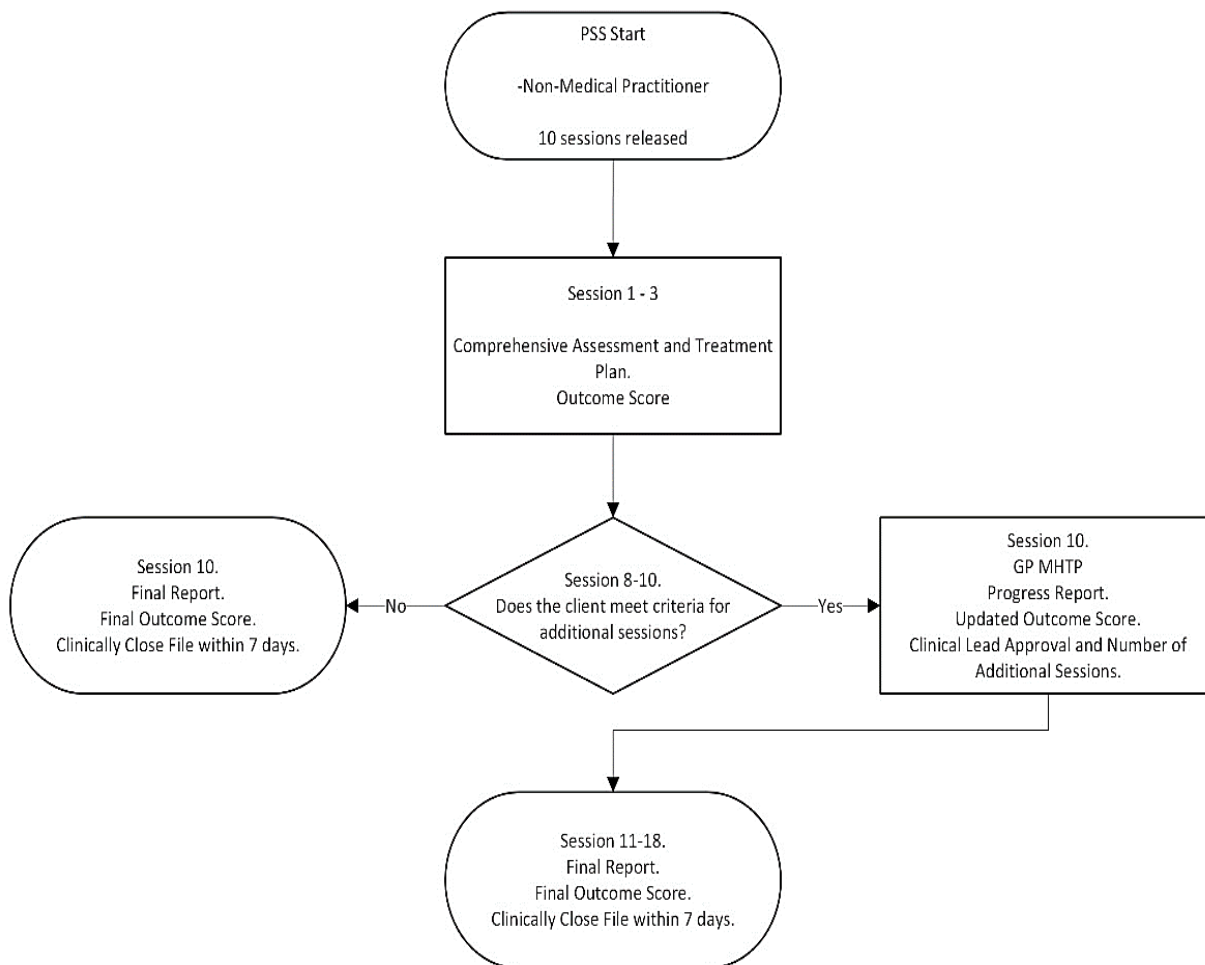 PSS Start
-Non-Medical Practitioner
10 sessions released
Session 1 - 3
Comprehensive Assessment and Treatment
Plan.
Outcome Score
Session 8-10.
Does the client meet criteria for
additional sessions?
No
Yes
Session 10.
Final Report.
Final Outcome Score.
Clinically Close File within 7 days.
Session 10.
GP MHTP
Progress Report.
Updated Outcome Score.
Clinical Lead Approval and Number of
Additional Sessions.
Session 11-18.
Final Report.
Final Outcome Score.
Clinically Close File within 7 days.